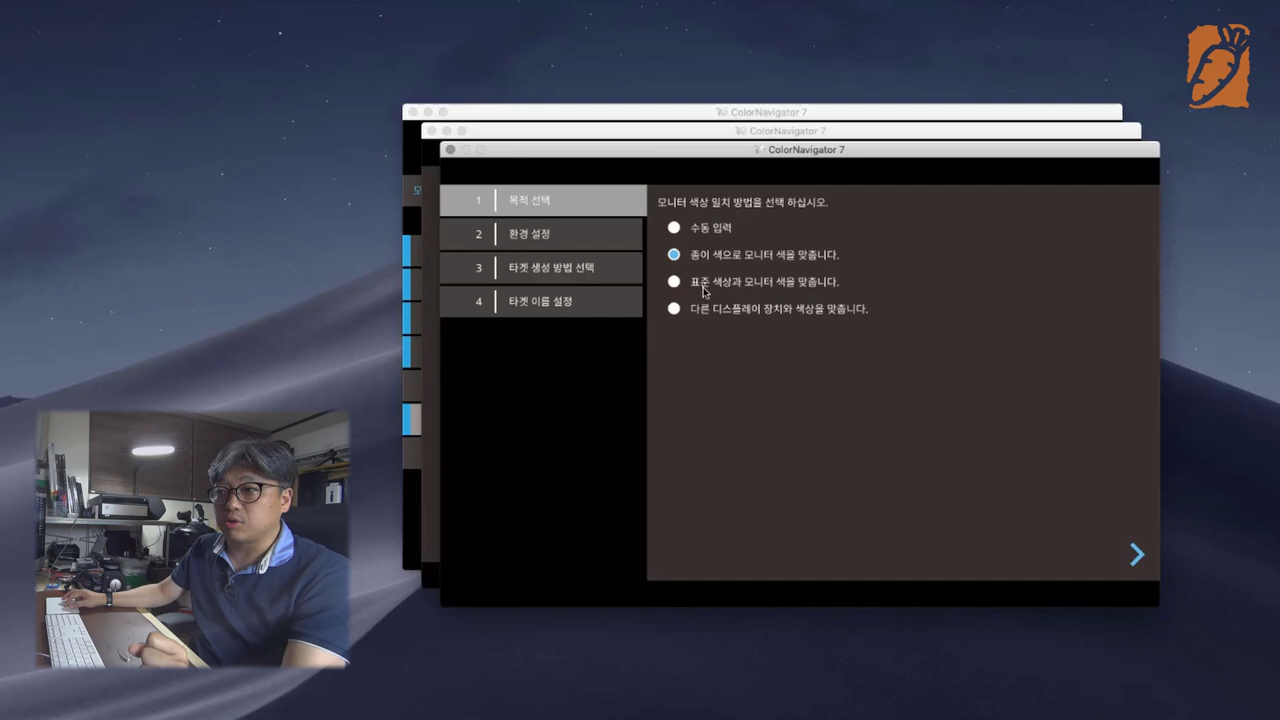 ColorNavigator 7
ColorNavigator 7
ColorNavigator 7
모
1 목적 선택
2 환경 설정
3 타겟 생성 방법 선택
4 타겟 이름 설정
모니터 색상 일치 방법을 선택 하십시오.
수동 입력
종이 색으로 모니터 색을 맞춥니다.
표준 색상과 모니터 색을 맞춥니다.
다른 디스플레이 장치와 색상을 맞춥니다.